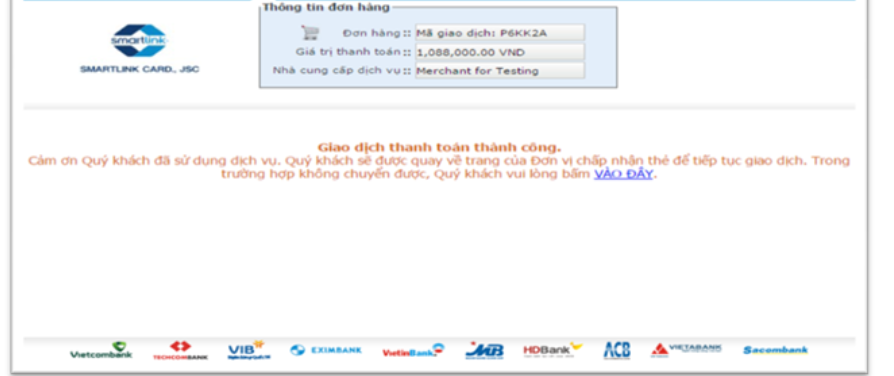 Thông tin đơn hàng
smartlink
Đơn hàng:: Mã giao dịch: P6KK2A
SMARTLINK CARD., JSC
Giá trị thanh toán:: 1,088,000.00 VND
Nhà cung cấp dịch vụ:: Merchant for Testing
Giao dịch thanh toán thành công.
Cảm ơn Quý khách đã sử dụng dịch vụ. Quý khách sẽ được quay về trang của Đơn vị chấp nhận thẻ để tiếp tục giao dịch. Trong
trường hợp không chuyển được, Quý khách vui lòng bấm VÀO ĐÂY.
Vietcombank TECHCOMBANK VIB EXIMBANK VietinBank MB HDBank ACB VIETABANK Sacombank